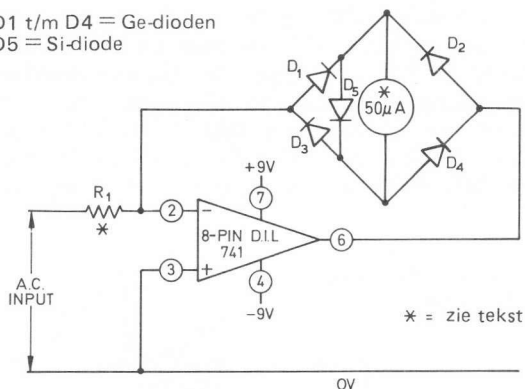 D1 t/m D4 = Ge-dioden
D5 = Si-diode
D1
D2
D5
*
50µA
D3
D4
R1
*
+9V
2
-
7
8-PIN D.I.L
741
6
3
+
4
-9V
A.C.
INPUT
* = zie tekst
0V